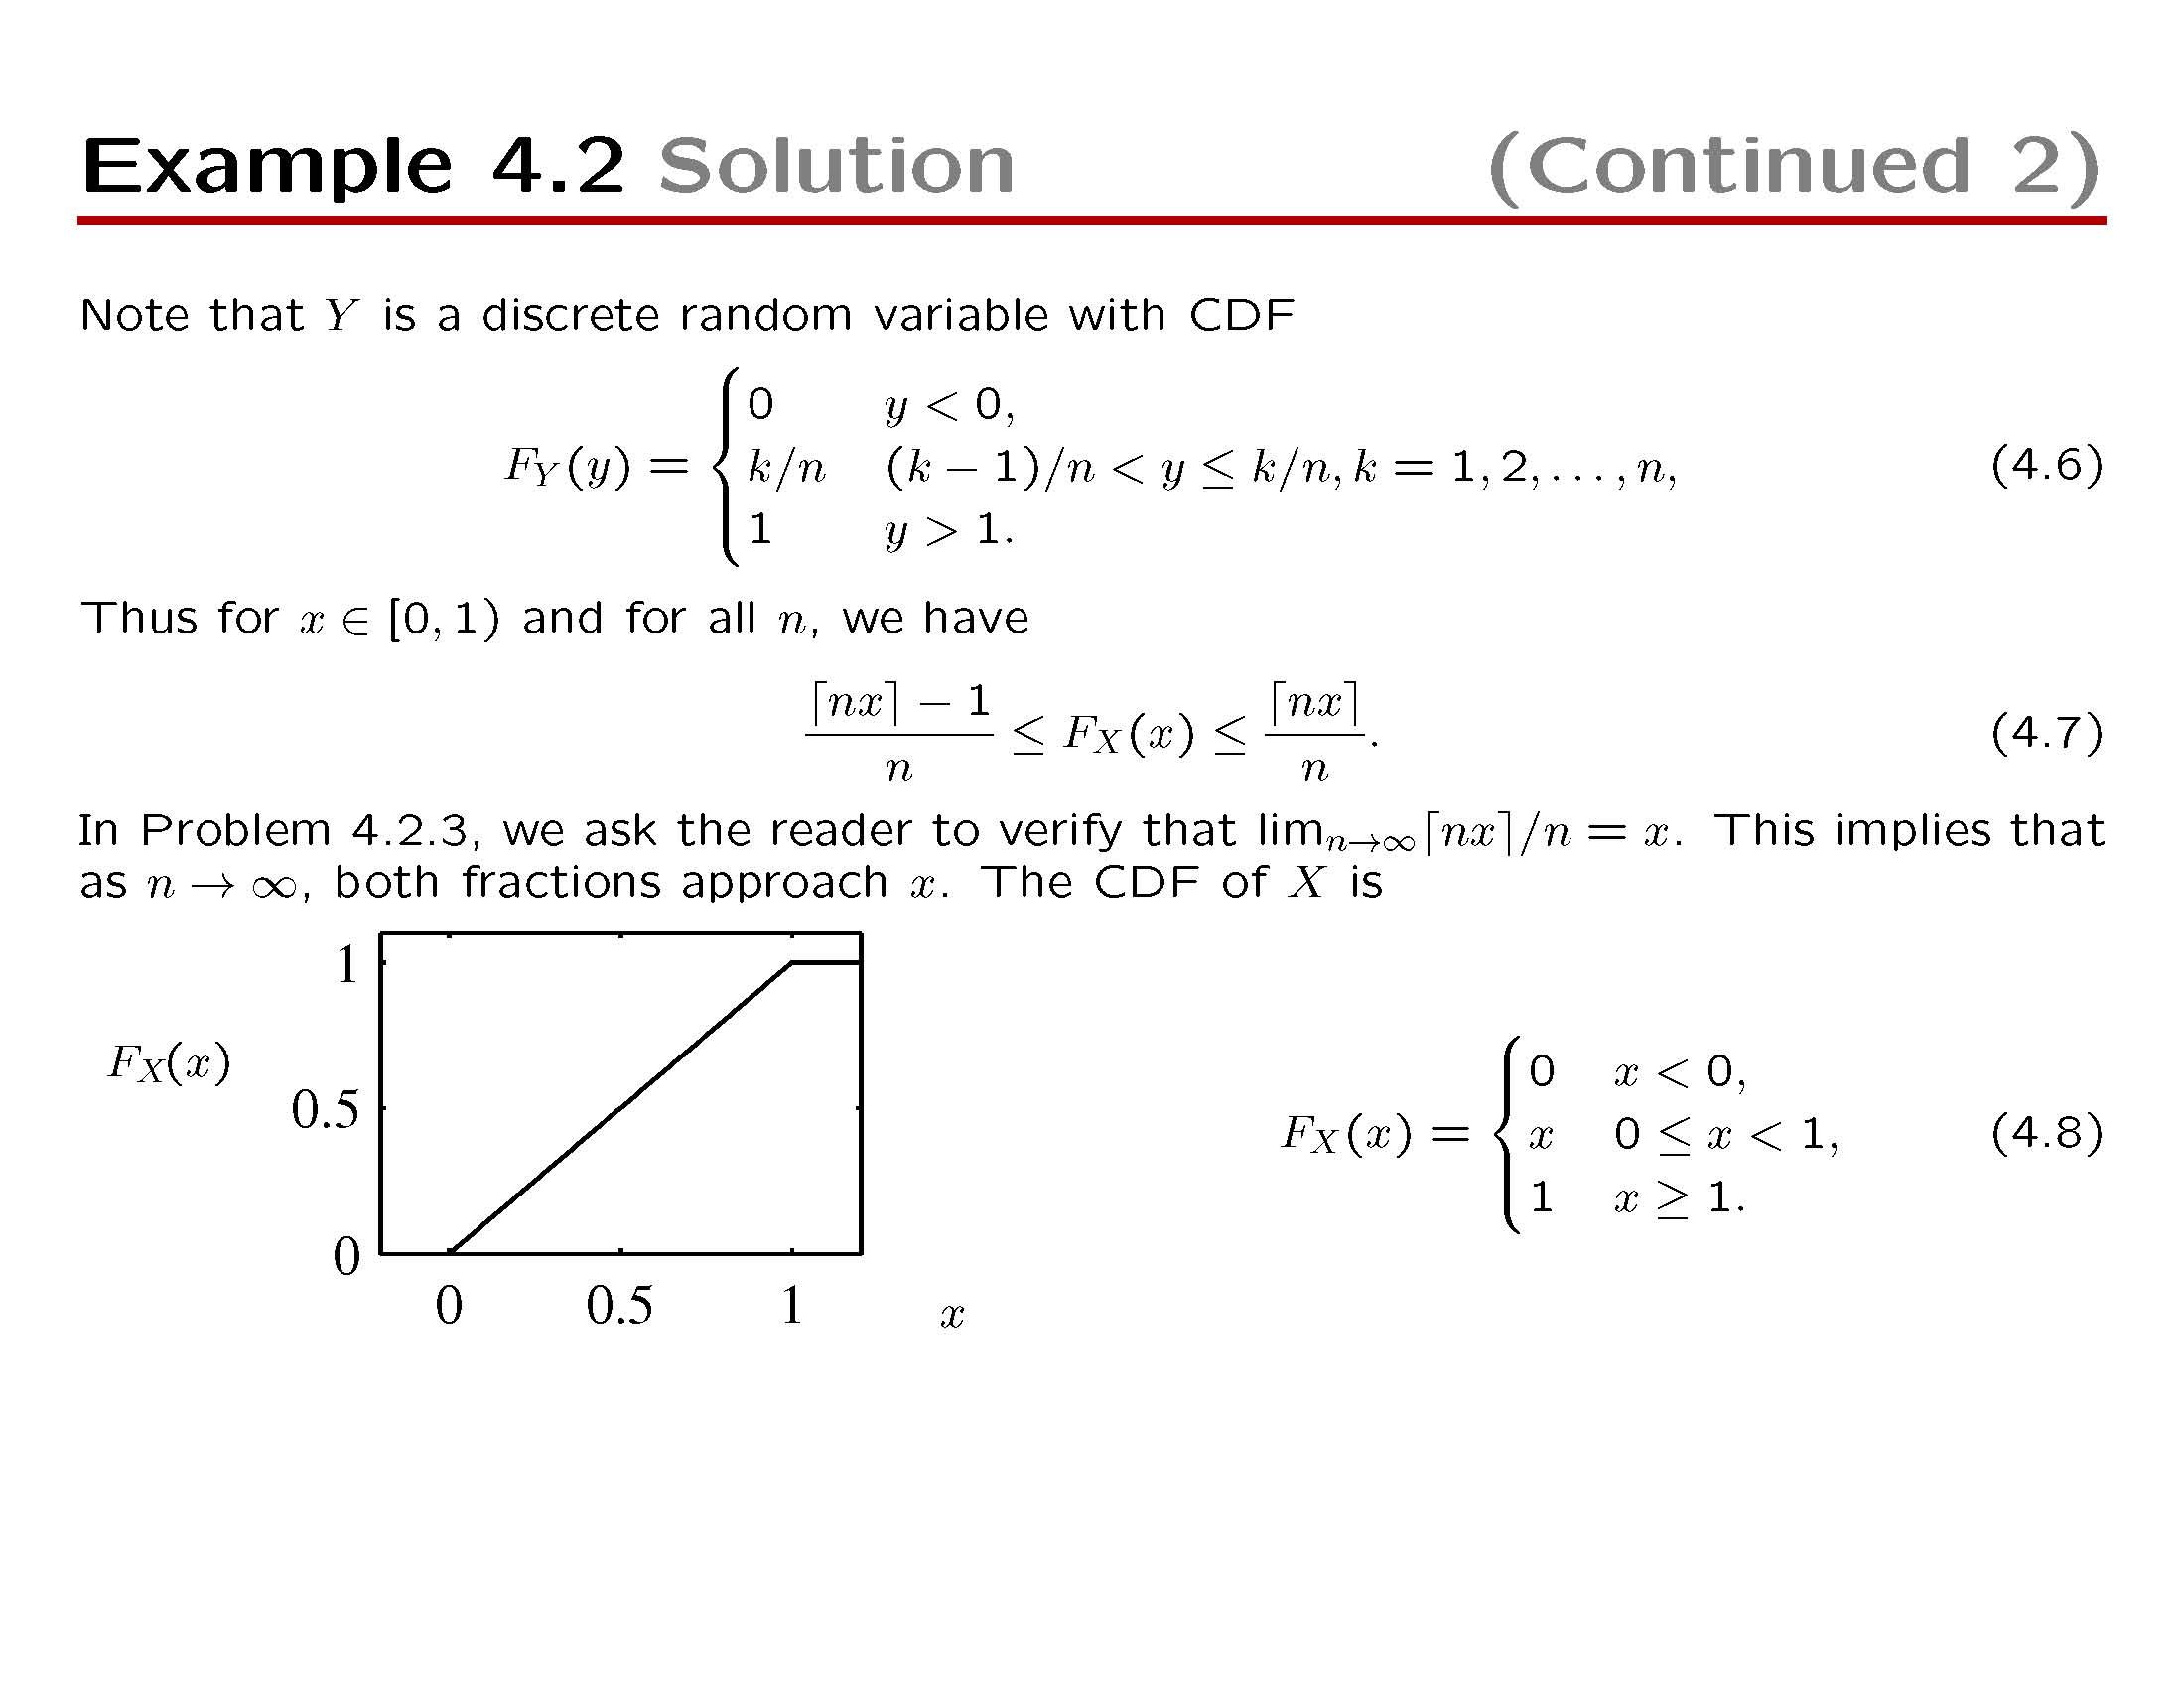 Example 4.2 Solution (Continued 2)
Note that Y is a discrete random variable with CDF
F_Y(y) = { 0 y < 0,
k/n (k − 1)/n < y ≤ k/n, k = 1, 2, . . . , n, (4.6)
1 y > 1.
Thus for x ∈ [0, 1) and for all n, we have
(⌈nx⌉ − 1)/n ≤ F_X(x) ≤ ⌈nx⌉/n. (4.7)
In Problem 4.2.3, we ask the reader to verify that lim_{n→∞}⌈nx⌉/n = x. This implies that
as n → ∞, both fractions approach x. The CDF of X is
1
F_X(x)
0.5
0
0 0.5 1 x
F_X(x) = { 0 x < 0,
x 0 ≤ x < 1, (4.8)
1 x ≥ 1.